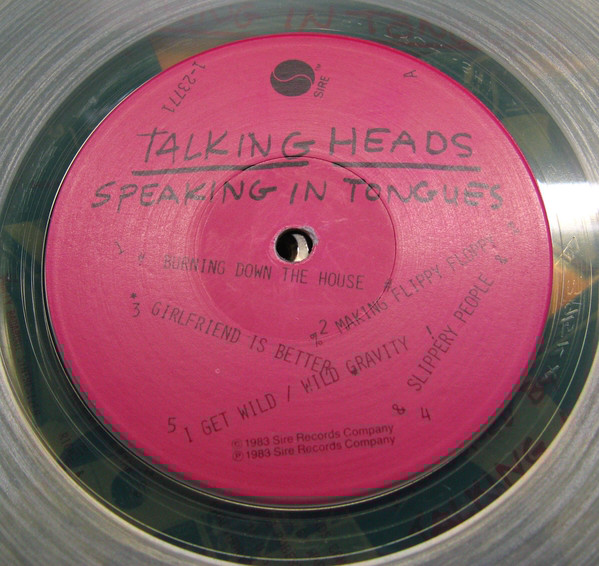 SIRE™
1-23771
A
TALKING HEADS
SPEAKING IN TONGUES
1 BURNING DOWN THE HOUSE
2 MAKING FLIPPY FLOPPY
*3 GIRLFRIEND IS BETTER
& SLIPPERY PEOPLE &
4
5 I GET WILD / WILD GRAVITY !
© 1983 Sire Records Company
℗ 1983 Sire Records Company